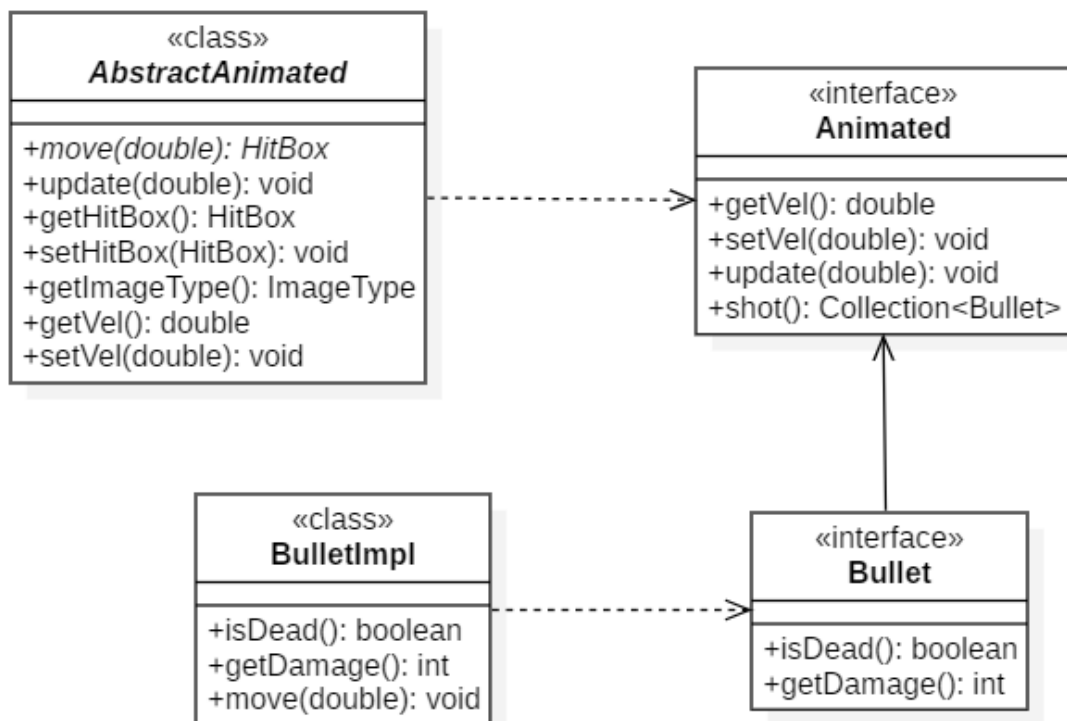 «class»
AbstractAnimated
+move(double): HitBox
+update(double): void
+getHitBox(): HitBox
+setHitBox(HitBox): void
+getImageType(): ImageType
+getVel(): double
+setVel(double): void
«interface»
Animated
+getVel(): double
+setVel(double): void
+update(double): void
+shot(): Collection<Bullet>
«class»
BulletImpl
+isDead(): boolean
+getDamage(): int
+move(double): void
«interface»
Bullet
+isDead(): boolean
+getDamage(): int